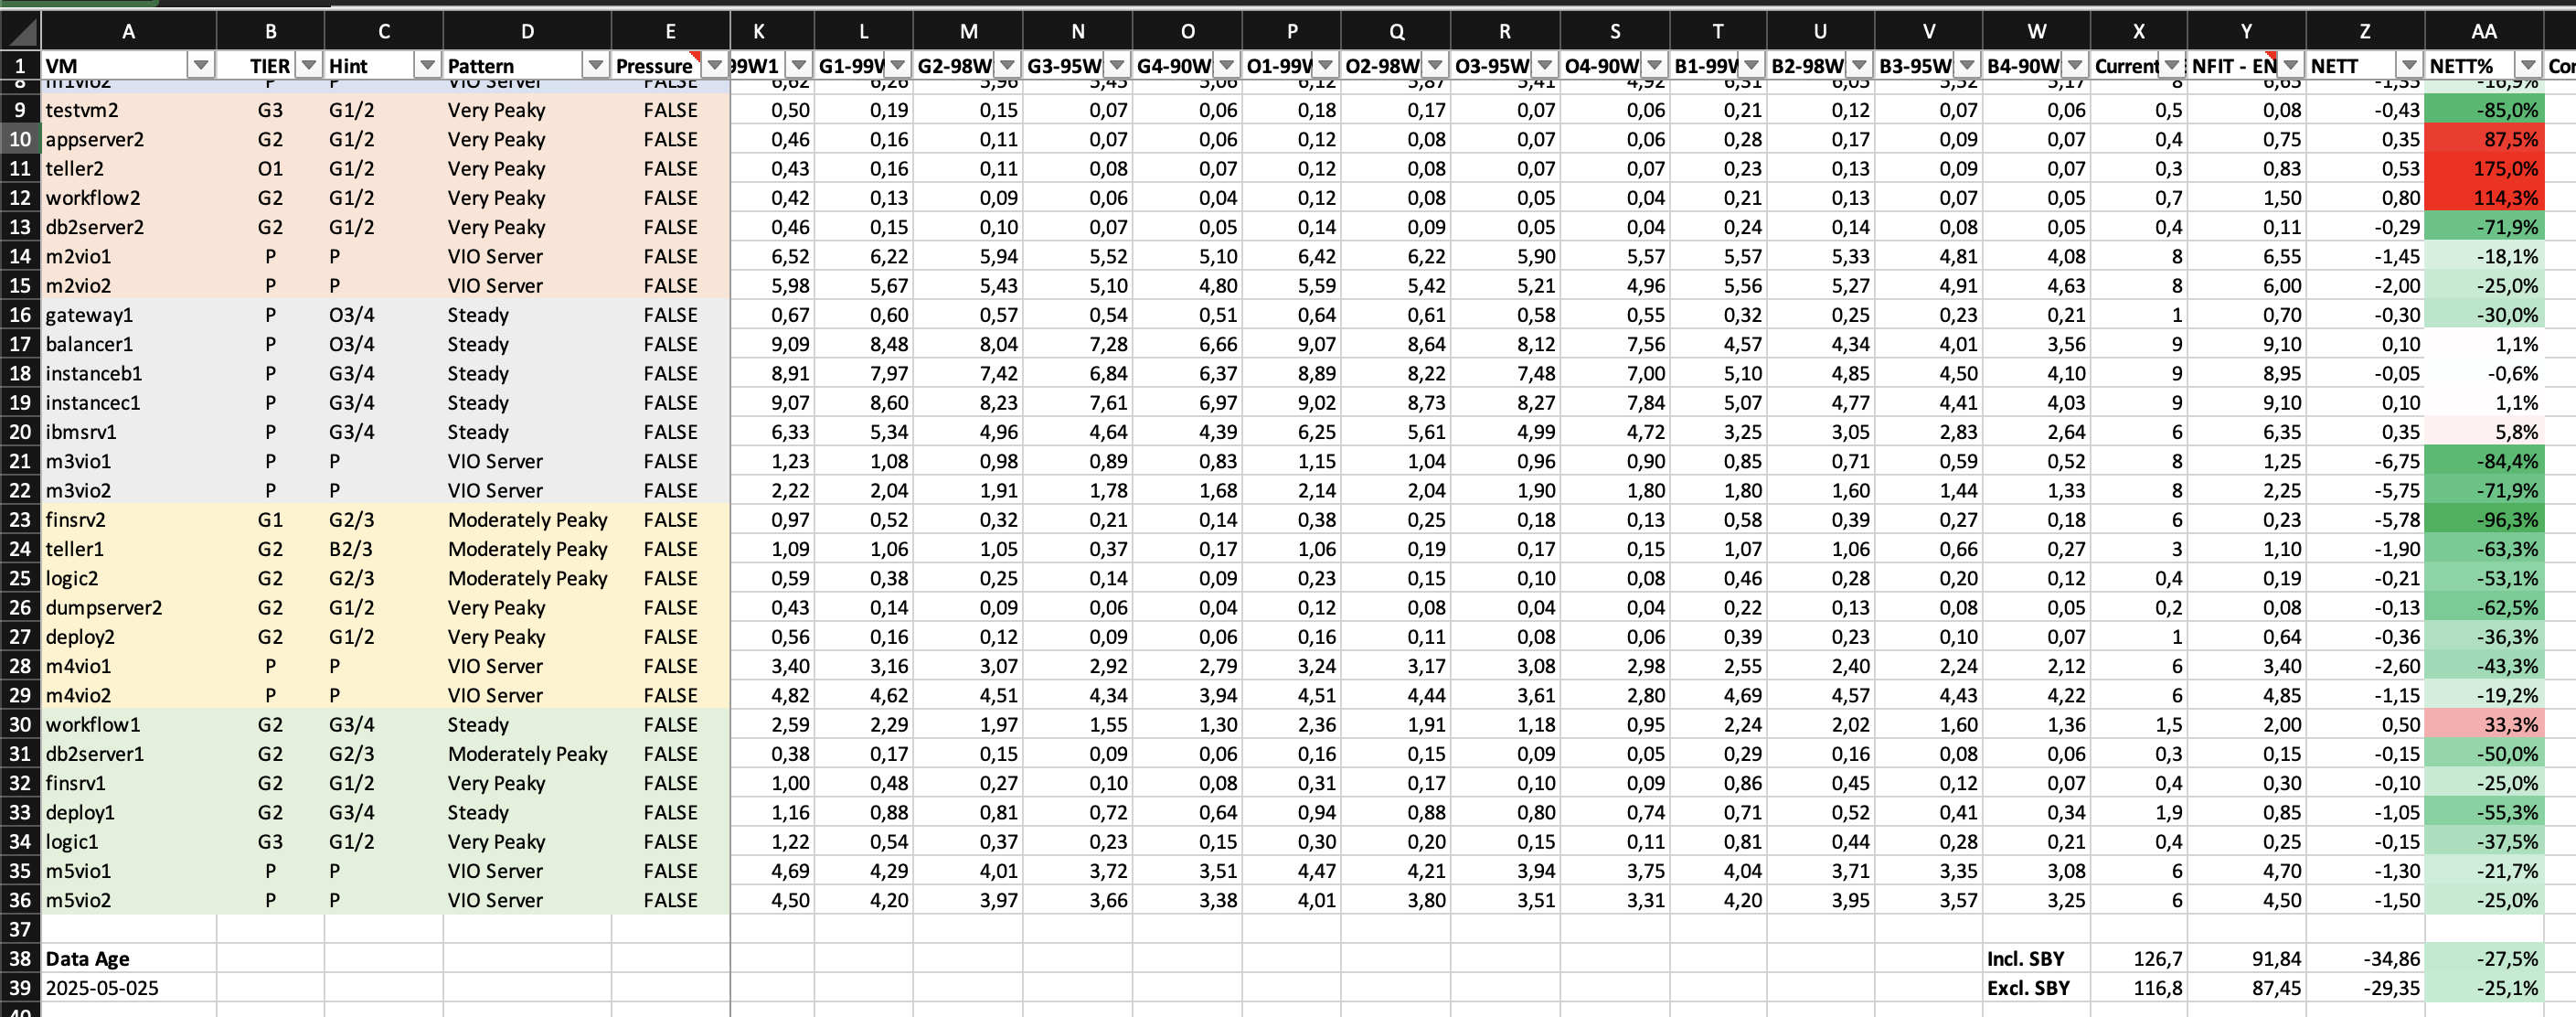 A B C D E K L M N O P Q R S T U V W X Y Z AA
1 VM TIER Hint Pattern Pressure 99W1 G1-99W G2-98W G3-95W G4-90W O1-99W O2-98W O3-95W O4-90W B1-99W B2-98W B3-95W B4-90W Current NFIT - EN NETT NETT% Cor
8 m1vio2 P P VIO Server FALSE 6,62 6,26 5,96 5,45 5,06 6,12 5,87 5,41 4,92 6,31 6,05 5,52 5,17 8 6,65 -1,35 -16,9%
9 testvm2 G3 G1/2 Very Peaky FALSE 0,50 0,19 0,15 0,07 0,06 0,18 0,17 0,07 0,06 0,21 0,12 0,07 0,06 0,5 0,08 -0,43 -85,0%
10 appserver2 G2 G1/2 Very Peaky FALSE 0,46 0,16 0,11 0,07 0,06 0,12 0,08 0,07 0,06 0,28 0,17 0,09 0,07 0,4 0,75 0,35 87,5%
11 teller2 O1 G1/2 Very Peaky FALSE 0,43 0,16 0,11 0,08 0,07 0,12 0,08 0,07 0,07 0,23 0,13 0,09 0,07 0,3 0,83 0,53 175,0%
12 workflow2 G2 G1/2 Very Peaky FALSE 0,42 0,13 0,09 0,06 0,04 0,12 0,08 0,05 0,04 0,21 0,13 0,07 0,05 0,7 1,50 0,80 114,3%
13 db2server2 G2 G1/2 Very Peaky FALSE 0,46 0,15 0,10 0,07 0,05 0,14 0,09 0,05 0,04 0,24 0,14 0,08 0,05 0,4 0,11 -0,29 -71,9%
14 m2vio1 P P VIO Server FALSE 6,52 6,22 5,94 5,52 5,10 6,42 6,22 5,90 5,57 5,57 5,33 4,81 4,08 8 6,55 -1,45 -18,1%
15 m2vio2 P P VIO Server FALSE 5,98 5,67 5,43 5,10 4,80 5,59 5,42 5,21 4,96 5,56 5,27 4,91 4,63 8 6,00 -2,00 -25,0%
16 gateway1 P O3/4 Steady FALSE 0,67 0,60 0,57 0,54 0,51 0,64 0,61 0,58 0,55 0,32 0,25 0,23 0,21 1 0,70 -0,30 -30,0%
17 balancer1 P O3/4 Steady FALSE 9,09 8,48 8,04 7,28 6,66 9,07 8,64 8,12 7,56 4,57 4,34 4,01 3,56 9 9,10 0,10 1,1%
18 instanceb1 P G3/4 Steady FALSE 8,91 7,97 7,42 6,84 6,37 8,89 8,22 7,48 7,00 5,10 4,85 4,50 4,10 9 8,95 -0,05 -0,6%
19 instancec1 P G3/4 Steady FALSE 9,07 8,60 8,23 7,61 6,97 9,02 8,73 8,27 7,84 5,07 4,77 4,41 4,03 9 9,10 0,10 1,1%
20 ibmsrv1 P G3/4 Steady FALSE 6,33 5,34 4,96 4,64 4,39 6,25 5,61 4,99 4,72 3,25 3,05 2,83 2,64 6 6,35 0,35 5,8%
21 m3vio1 P P VIO Server FALSE 1,23 1,08 0,98 0,89 0,83 1,15 1,04 0,96 0,90 0,85 0,71 0,59 0,52 8 1,25 -6,75 -84,4%
22 m3vio2 P P VIO Server FALSE 2,22 2,04 1,91 1,78 1,68 2,14 2,04 1,90 1,80 1,80 1,60 1,44 1,33 8 2,25 -5,75 -71,9%
23 finsrv2 G1 G2/3 Moderately Peaky FALSE 0,97 0,52 0,32 0,21 0,14 0,38 0,25 0,18 0,13 0,58 0,39 0,27 0,18 6 0,23 -5,78 -96,3%
24 teller1 G2 B2/3 Moderately Peaky FALSE 1,09 1,06 1,05 0,37 0,17 1,06 0,19 0,17 0,15 1,07 1,06 0,66 0,27 3 1,10 -1,90 -63,3%
25 logic2 G2 G2/3 Moderately Peaky FALSE 0,59 0,38 0,25 0,14 0,09 0,23 0,15 0,10 0,08 0,46 0,28 0,20 0,12 0,4 0,19 -0,21 -53,1%
26 dumpserver2 G2 G1/2 Very Peaky FALSE 0,43 0,14 0,09 0,06 0,04 0,12 0,08 0,04 0,04 0,22 0,13 0,08 0,05 0,2 0,08 -0,13 -62,5%
27 deploy2 G2 G1/2 Very Peaky FALSE 0,56 0,16 0,12 0,09 0,06 0,16 0,11 0,08 0,06 0,39 0,23 0,10 0,07 1 0,64 -0,36 -36,3%
28 m4vio1 P P VIO Server FALSE 3,40 3,16 3,07 2,92 2,79 3,24 3,17 3,08 2,98 2,55 2,40 2,24 2,12 6 3,40 -2,60 -43,3%
29 m4vio2 P P VIO Server FALSE 4,82 4,62 4,51 4,34 3,94 4,51 4,44 3,61 2,80 4,69 4,57 4,43 4,22 6 4,85 -1,15 -19,2%
30 workflow1 G2 G3/4 Steady FALSE 2,59 2,29 1,97 1,55 1,30 2,36 1,91 1,18 0,95 2,24 2,02 1,60 1,36 1,5 2,00 0,50 33,3%
31 db2server1 G2 G2/3 Moderately Peaky FALSE 0,38 0,17 0,15 0,09 0,06 0,16 0,15 0,09 0,05 0,29 0,16 0,08 0,06 0,3 0,15 -0,15 -50,0%
32 finsrv1 G2 G1/2 Very Peaky FALSE 1,00 0,48 0,27 0,10 0,08 0,31 0,17 0,10 0,09 0,86 0,45 0,12 0,07 0,4 0,30 -0,10 -25,0%
33 deploy1 G2 G3/4 Steady FALSE 1,16 0,88 0,81 0,72 0,64 0,94 0,88 0,80 0,74 0,71 0,52 0,41 0,34 1,9 0,85 -1,05 -55,3%
34 logic1 G3 G1/2 Very Peaky FALSE 1,22 0,54 0,37 0,23 0,15 0,30 0,20 0,15 0,11 0,81 0,44 0,28 0,21 0,4 0,25 -0,15 -37,5%
35 m5vio1 P P VIO Server FALSE 4,69 4,29 4,01 3,72 3,51 4,47 4,21 3,94 3,75 4,04 3,71 3,35 3,08 6 4,70 -1,30 -21,7%
36 m5vio2 P P VIO Server FALSE 4,50 4,20 3,97 3,66 3,38 4,01 3,80 3,51 3,31 4,20 3,95 3,57 3,25 6 4,50 -1,50 -25,0%
37
38 Data Age Incl. SBY 126,7 91,84 -34,86 -27,5%
39 2025-05-025 Excl. SBY 116,8 87,45 -29,35 -25,1%
40